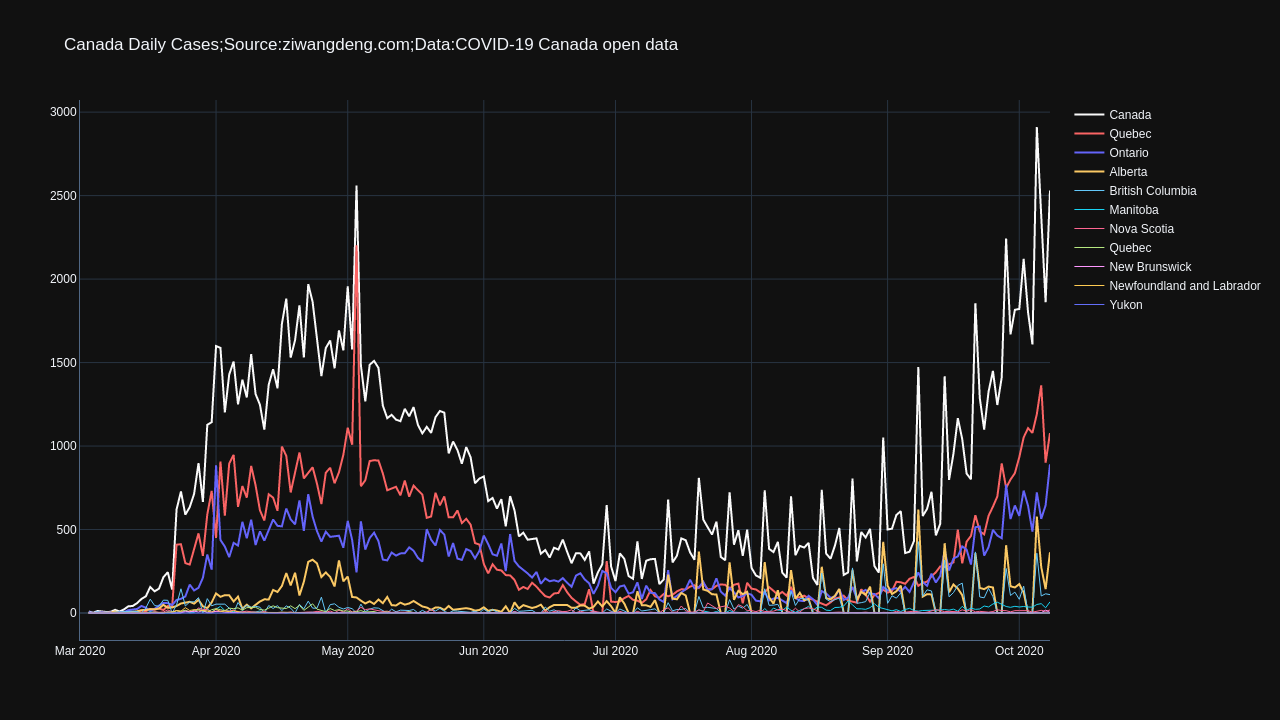 Canada Daily Cases;Source:ziwangdeng.com;Data:COVID-19 Canada open data
3000
2500
2000
1500
1000
500
0
Mar 2020
Apr 2020
May 2020
Jun 2020
Jul 2020
Aug 2020
Sep 2020
Oct 2020
Canada
Quebec
Ontario
Alberta
British Columbia
Manitoba
Nova Scotia
Quebec
New Brunswick
Newfoundland and Labrador
Yukon